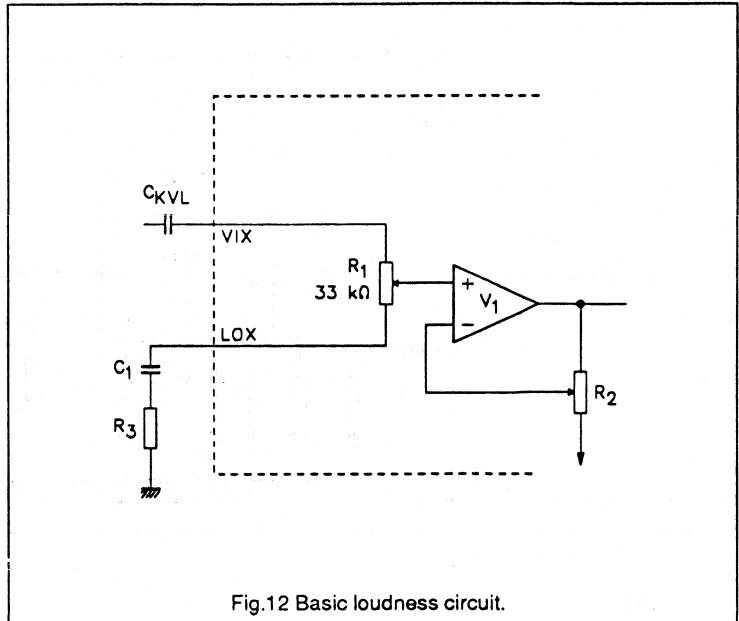 C_KVL
VIX
R_1
33 kΩ
+
V_1
−
LOX
C_1
R_2
R_3
Fig.12 Basic loudness circuit.